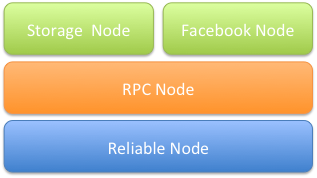 Storage Node
Facebook Node
RPC Node
Reliable Node